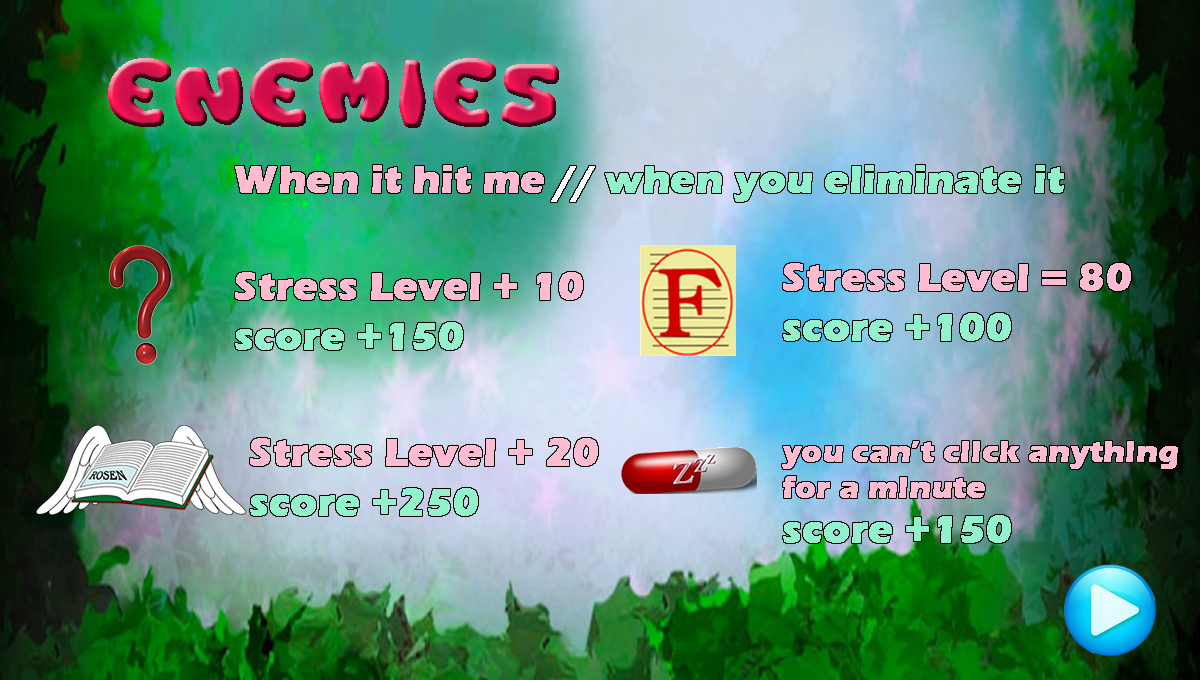 ENEMIES
When it hit me // when you eliminate it
Stress Level + 10
score +150
F
Stress Level = 80
score +100
ROSEN
Stress Level + 20
score +250
Zzz
you can't click anything
for a minute
score +150